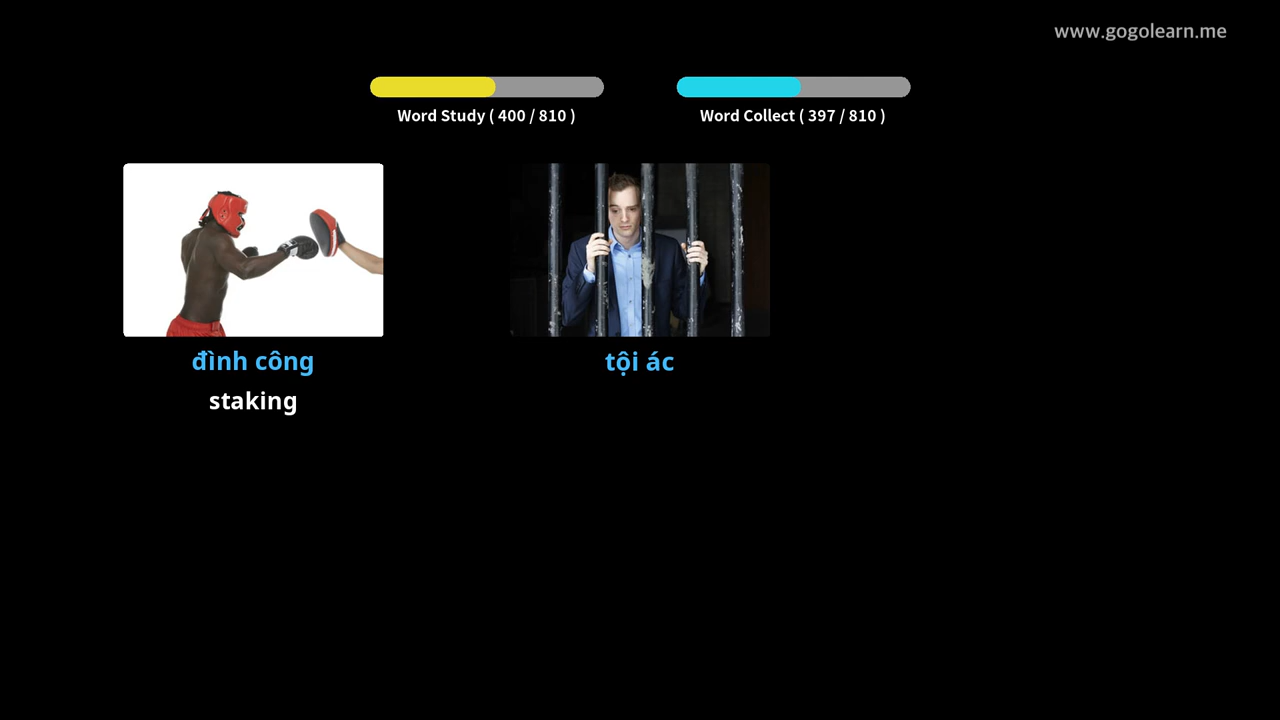 www.gogolearn.me
Word Study ( 400 / 810 )
Word Collect ( 397 / 810 )
đình công
staking
tội ác